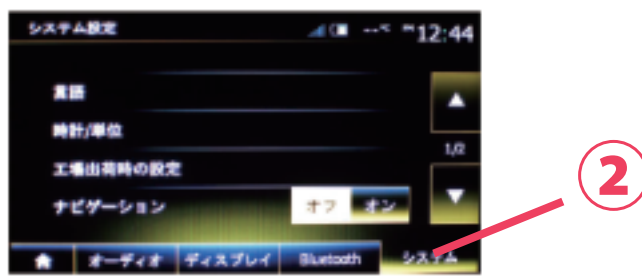 システム設定 --°C PM 12:44
言語
時計/単位
工場出荷時の設定
1/2
ナビゲーション オフ オン
オーディオ ディスプレイ Bluetooth システム
2